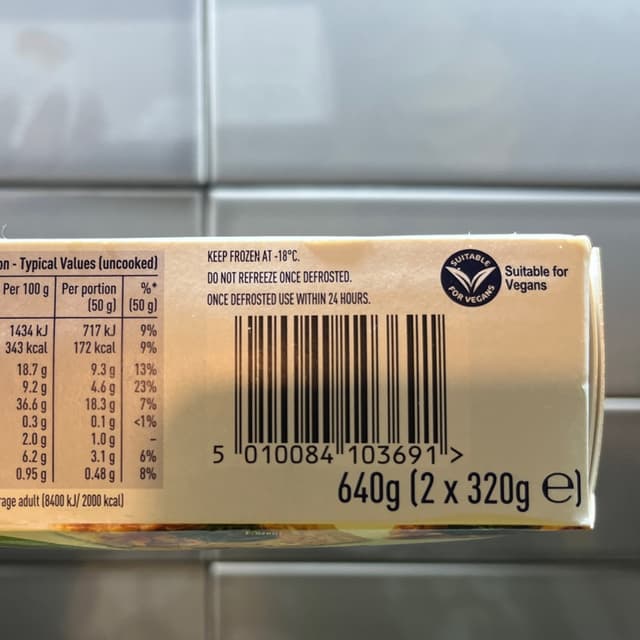 on - Typical Values (uncooked)
Per 100 g Per portion (50 g) %* (50 g)
1434 kJ 717 kJ 9%
343 kcal 172 kcal 9%
18.7 g 9.3 g 13%
9.2 g 4.6 g 23%
36.6 g 18.3 g 7%
0.3 g 0.1 g <1%
2.0 g 1.0 g –
6.2 g 3.1 g 6%
0.95 g 0.48 g 8%
rage adult (8400 kJ/ 2000 kcal)
KEEP FROZEN AT -18°C.
DO NOT REFREEZE ONCE DEFROSTED.
ONCE DEFROSTED USE WITHIN 24 HOURS.
SUITABLE
FOR VEGANS
Suitable for
Vegans
5 010084 103691 >
640g (2 x 320g e)